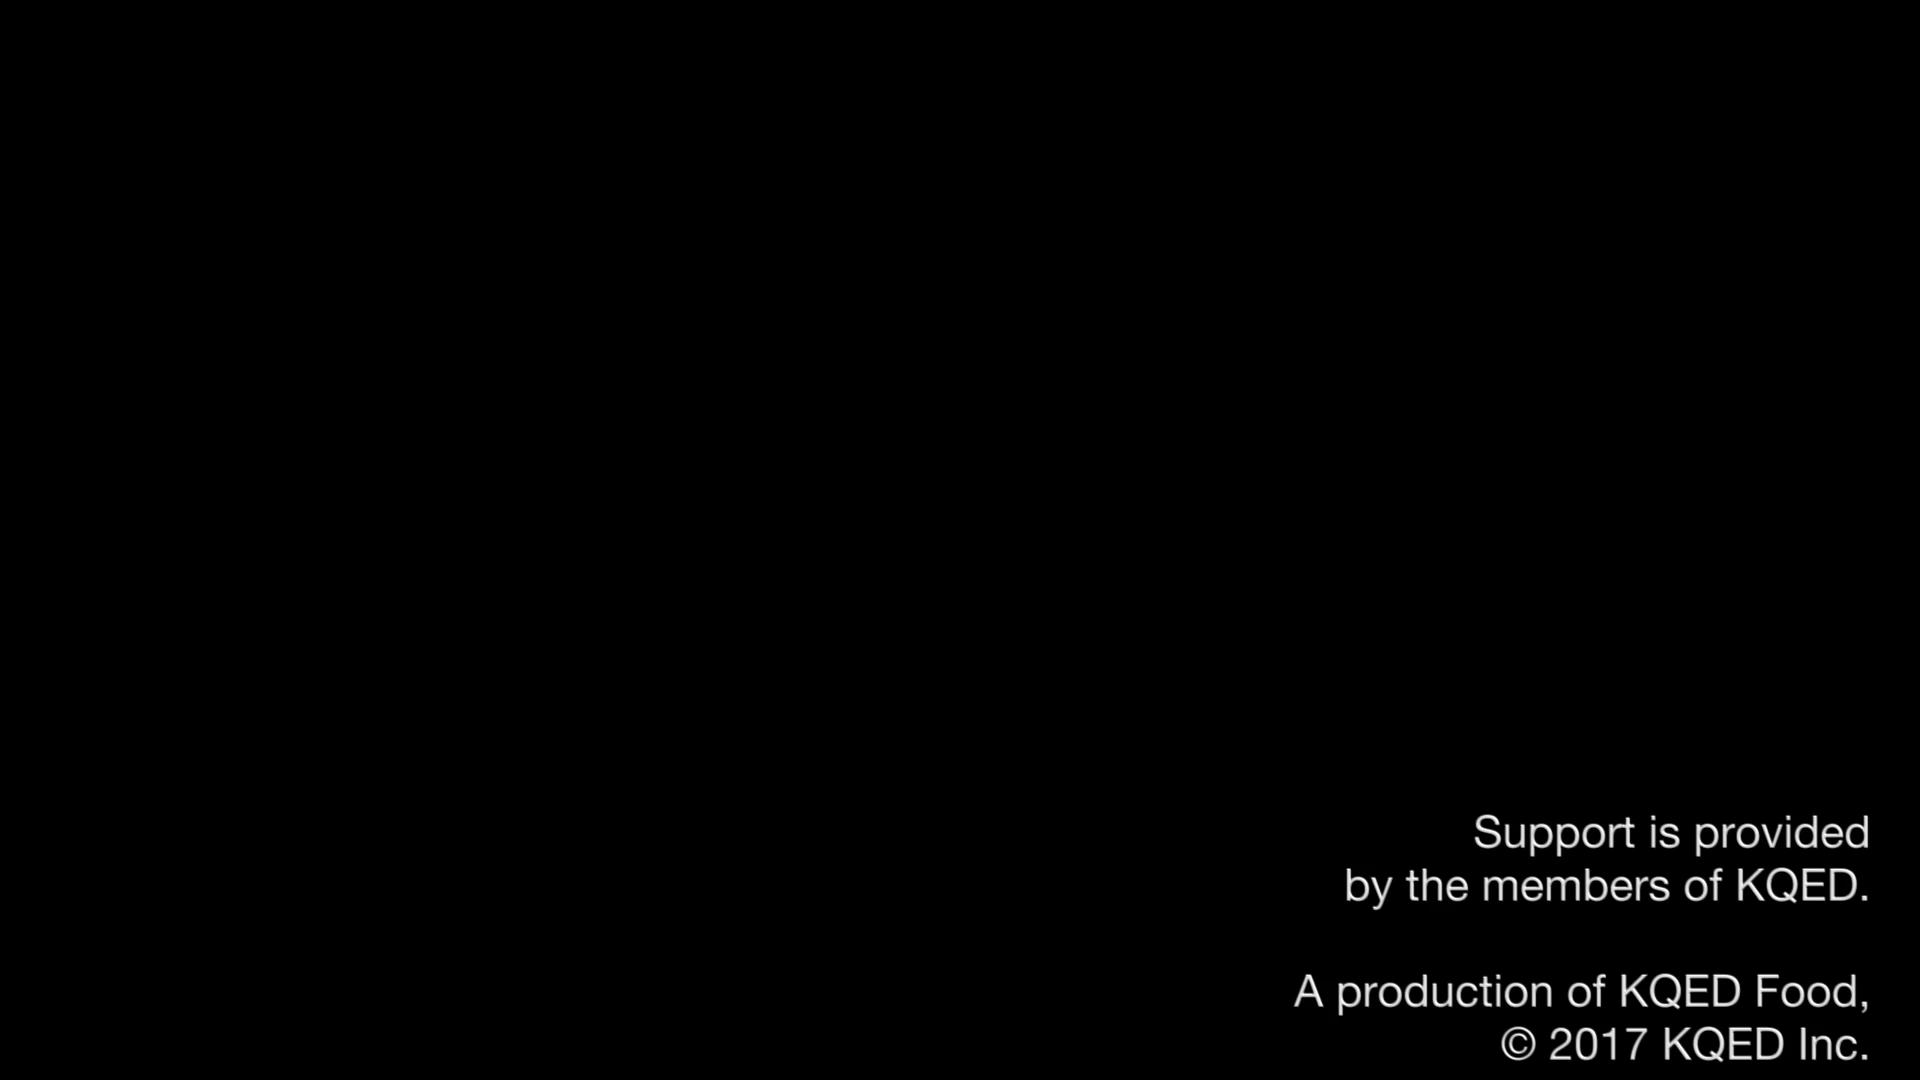 Support is provided
by the members of KQED.
A production of KQED Food,
© 2017 KQED Inc.